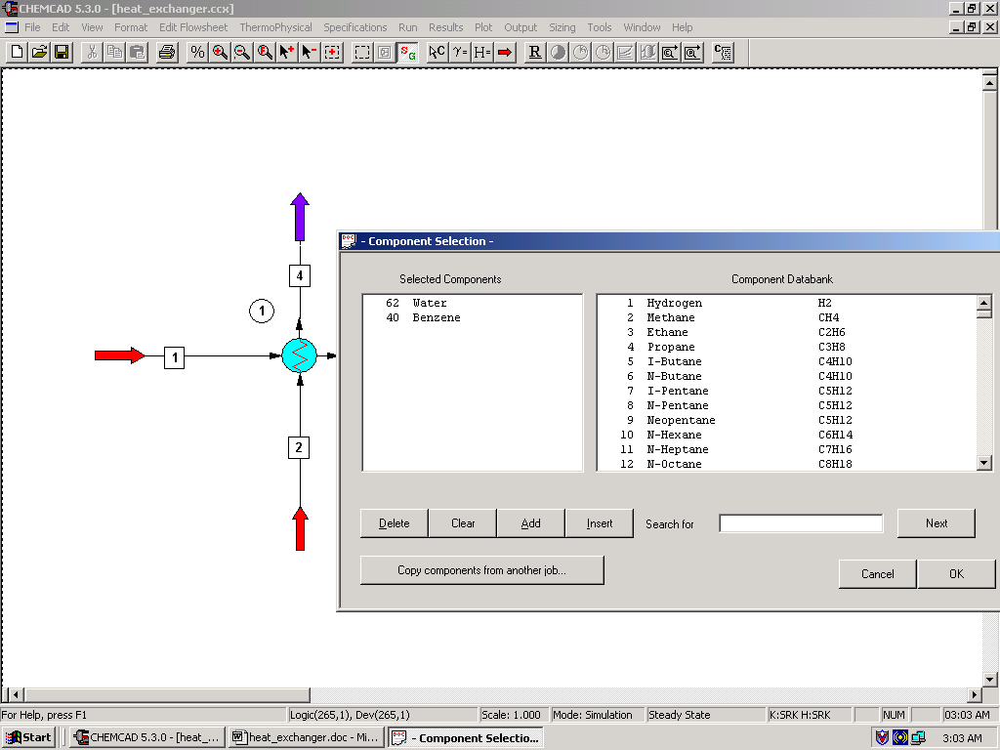 CHEMCAD 5.3.0 - [heat_exchanger.ccx]
File Edit View Format Edit Flowsheet ThermoPhysical Specifications Run Results Plot Output Sizing Tools Window Help
% S G C γ= H= R C
4
1
1
2
- Component Selection -
Selected Components Component Databank
62 Water
40 Benzene
1 Hydrogen H2
2 Methane CH4
3 Ethane C2H6
4 Propane C3H8
5 I-Butane C4H10
6 N-Butane C4H10
7 I-Pentane C5H12
8 N-Pentane C5H12
9 Neopentane C5H12
10 N-Hexane C6H14
11 N-Heptane C7H16
12 N-Octane C8H18
Delete Clear Add Insert Search for Next
Copy components from another job... Cancel OK
For Help, press F1 Logic(265,1), Dev(265,1) Scale: 1.000 Mode: Simulation Steady State K:SRK H:SRK NUM 03:03 AM
Start CHEMCAD 5.3.0 - [heat_... heat_exchanger.doc - Mi... - Component Selectio... 3:03 AM